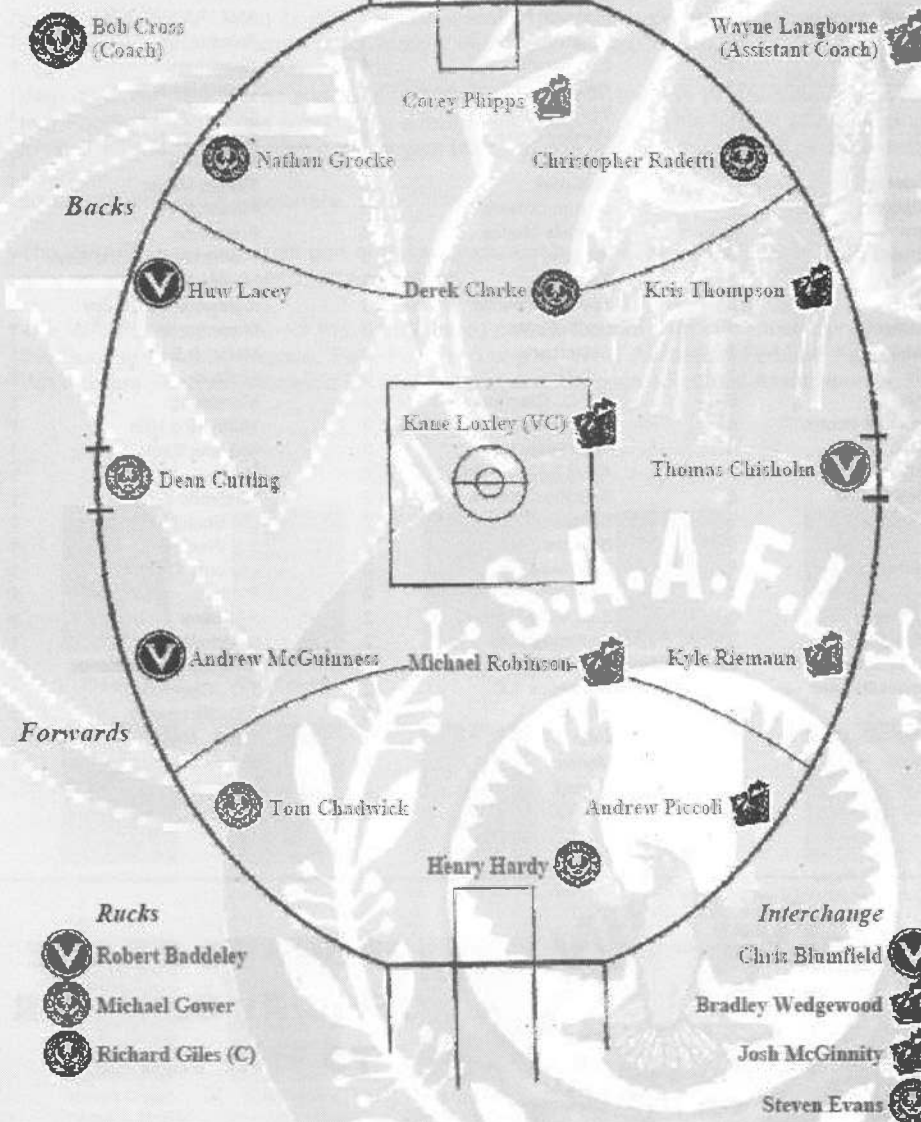 Bob Cross
(Coach)
Wayne Langborne
(Assistant Coach)
Corey Phipps
Nathan Grocke
Christopher Radetti
Backs
Huw Lacey
Derek Clarke
Kris Thompson
Kane Loxley (VC)
Dean Cutting
Thomas Chisholm
S.A.A.F.L
Andrew McGuinness
Michael Robinson
Kyle Riemann
Forwards
Tom Chadwick
Andrew Piccoli
Henry Hardy
Rucks
Robert Baddeley
Michael Gower
Richard Giles (C)
Interchange
Chris Blumfield
Bradley Wedgewood
Josh McGinnity
Steven Evans